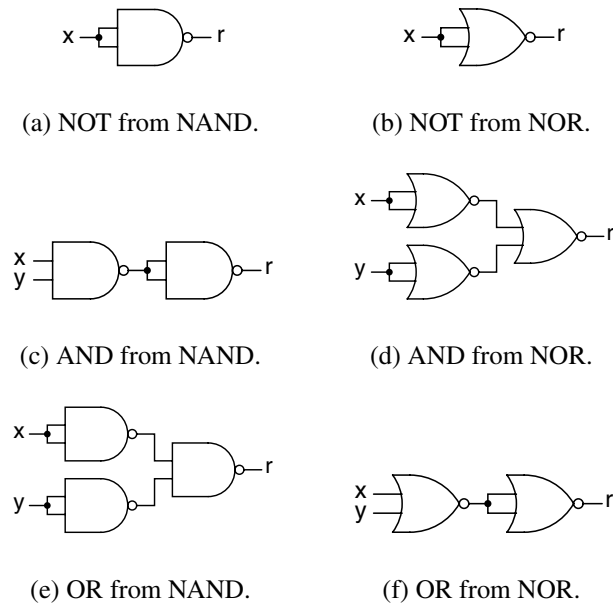 x r
x r
(a) NOT from NAND.
(b) NOT from NOR.
x
y
r
x
y
r
(c) AND from NAND.
(d) AND from NOR.
x
y
r
x
y
r
(e) OR from NAND.
(f) OR from NOR.